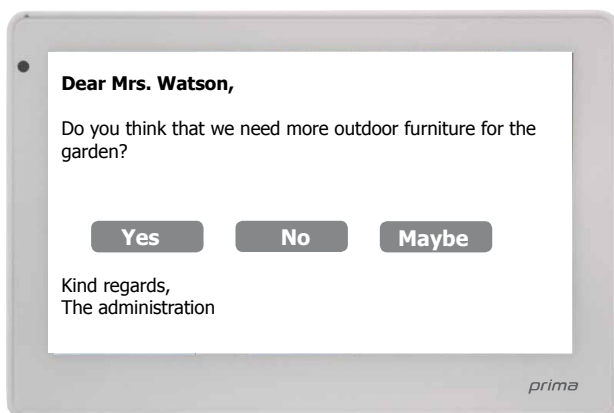 Dear Mrs. Watson,
Do you think that we need more outdoor furniture for the
garden?
Yes No Maybe
Kind regards,
The administration
prima